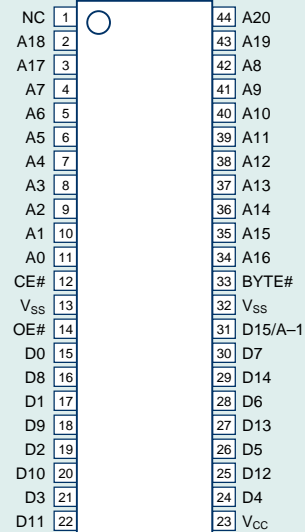 NC 1 44 A20
A18 2 43 A19
A17 3 42 A8
A7 4 41 A9
A6 5 40 A10
A5 6 39 A11
A4 7 38 A12
A3 8 37 A13
A2 9 36 A14
A1 10 35 A15
A0 11 34 A16
CE# 12 33 BYTE#
VSS 13 32 VSS
OE# 14 31 D15/A–1
D0 15 30 D7
D8 16 29 D14
D1 17 28 D6
D9 18 27 D13
D2 19 26 D5
D10 20 25 D12
D3 21 24 D4
D11 22 23 VCC